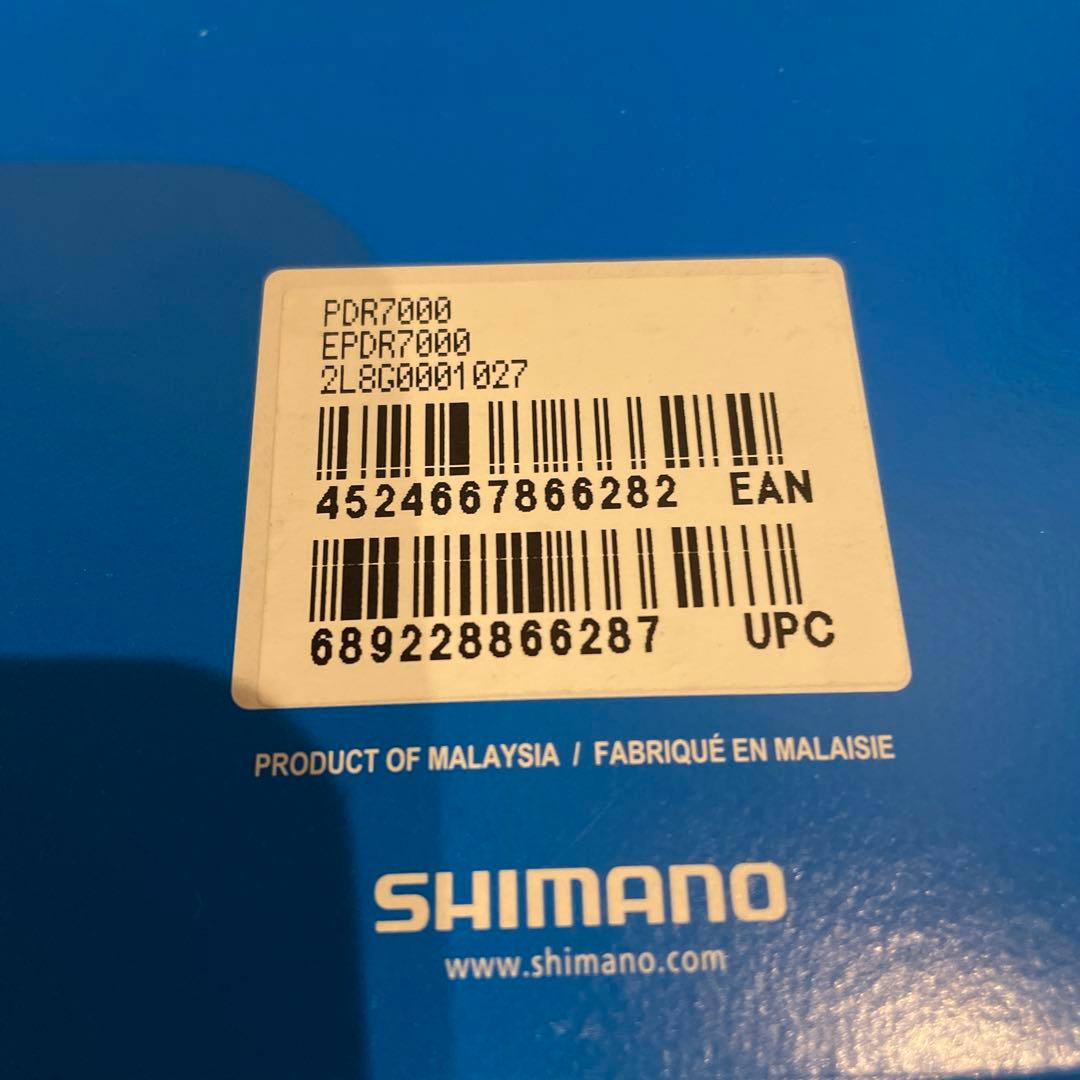 PDR7000
EPDR7000
2L8G0001027
4524667866282 EAN
689228866287 UPC
PRODUCT OF MALAYSIA / FABRIQUÉ EN MALAISIE
SHIMANO
www.shimano.com